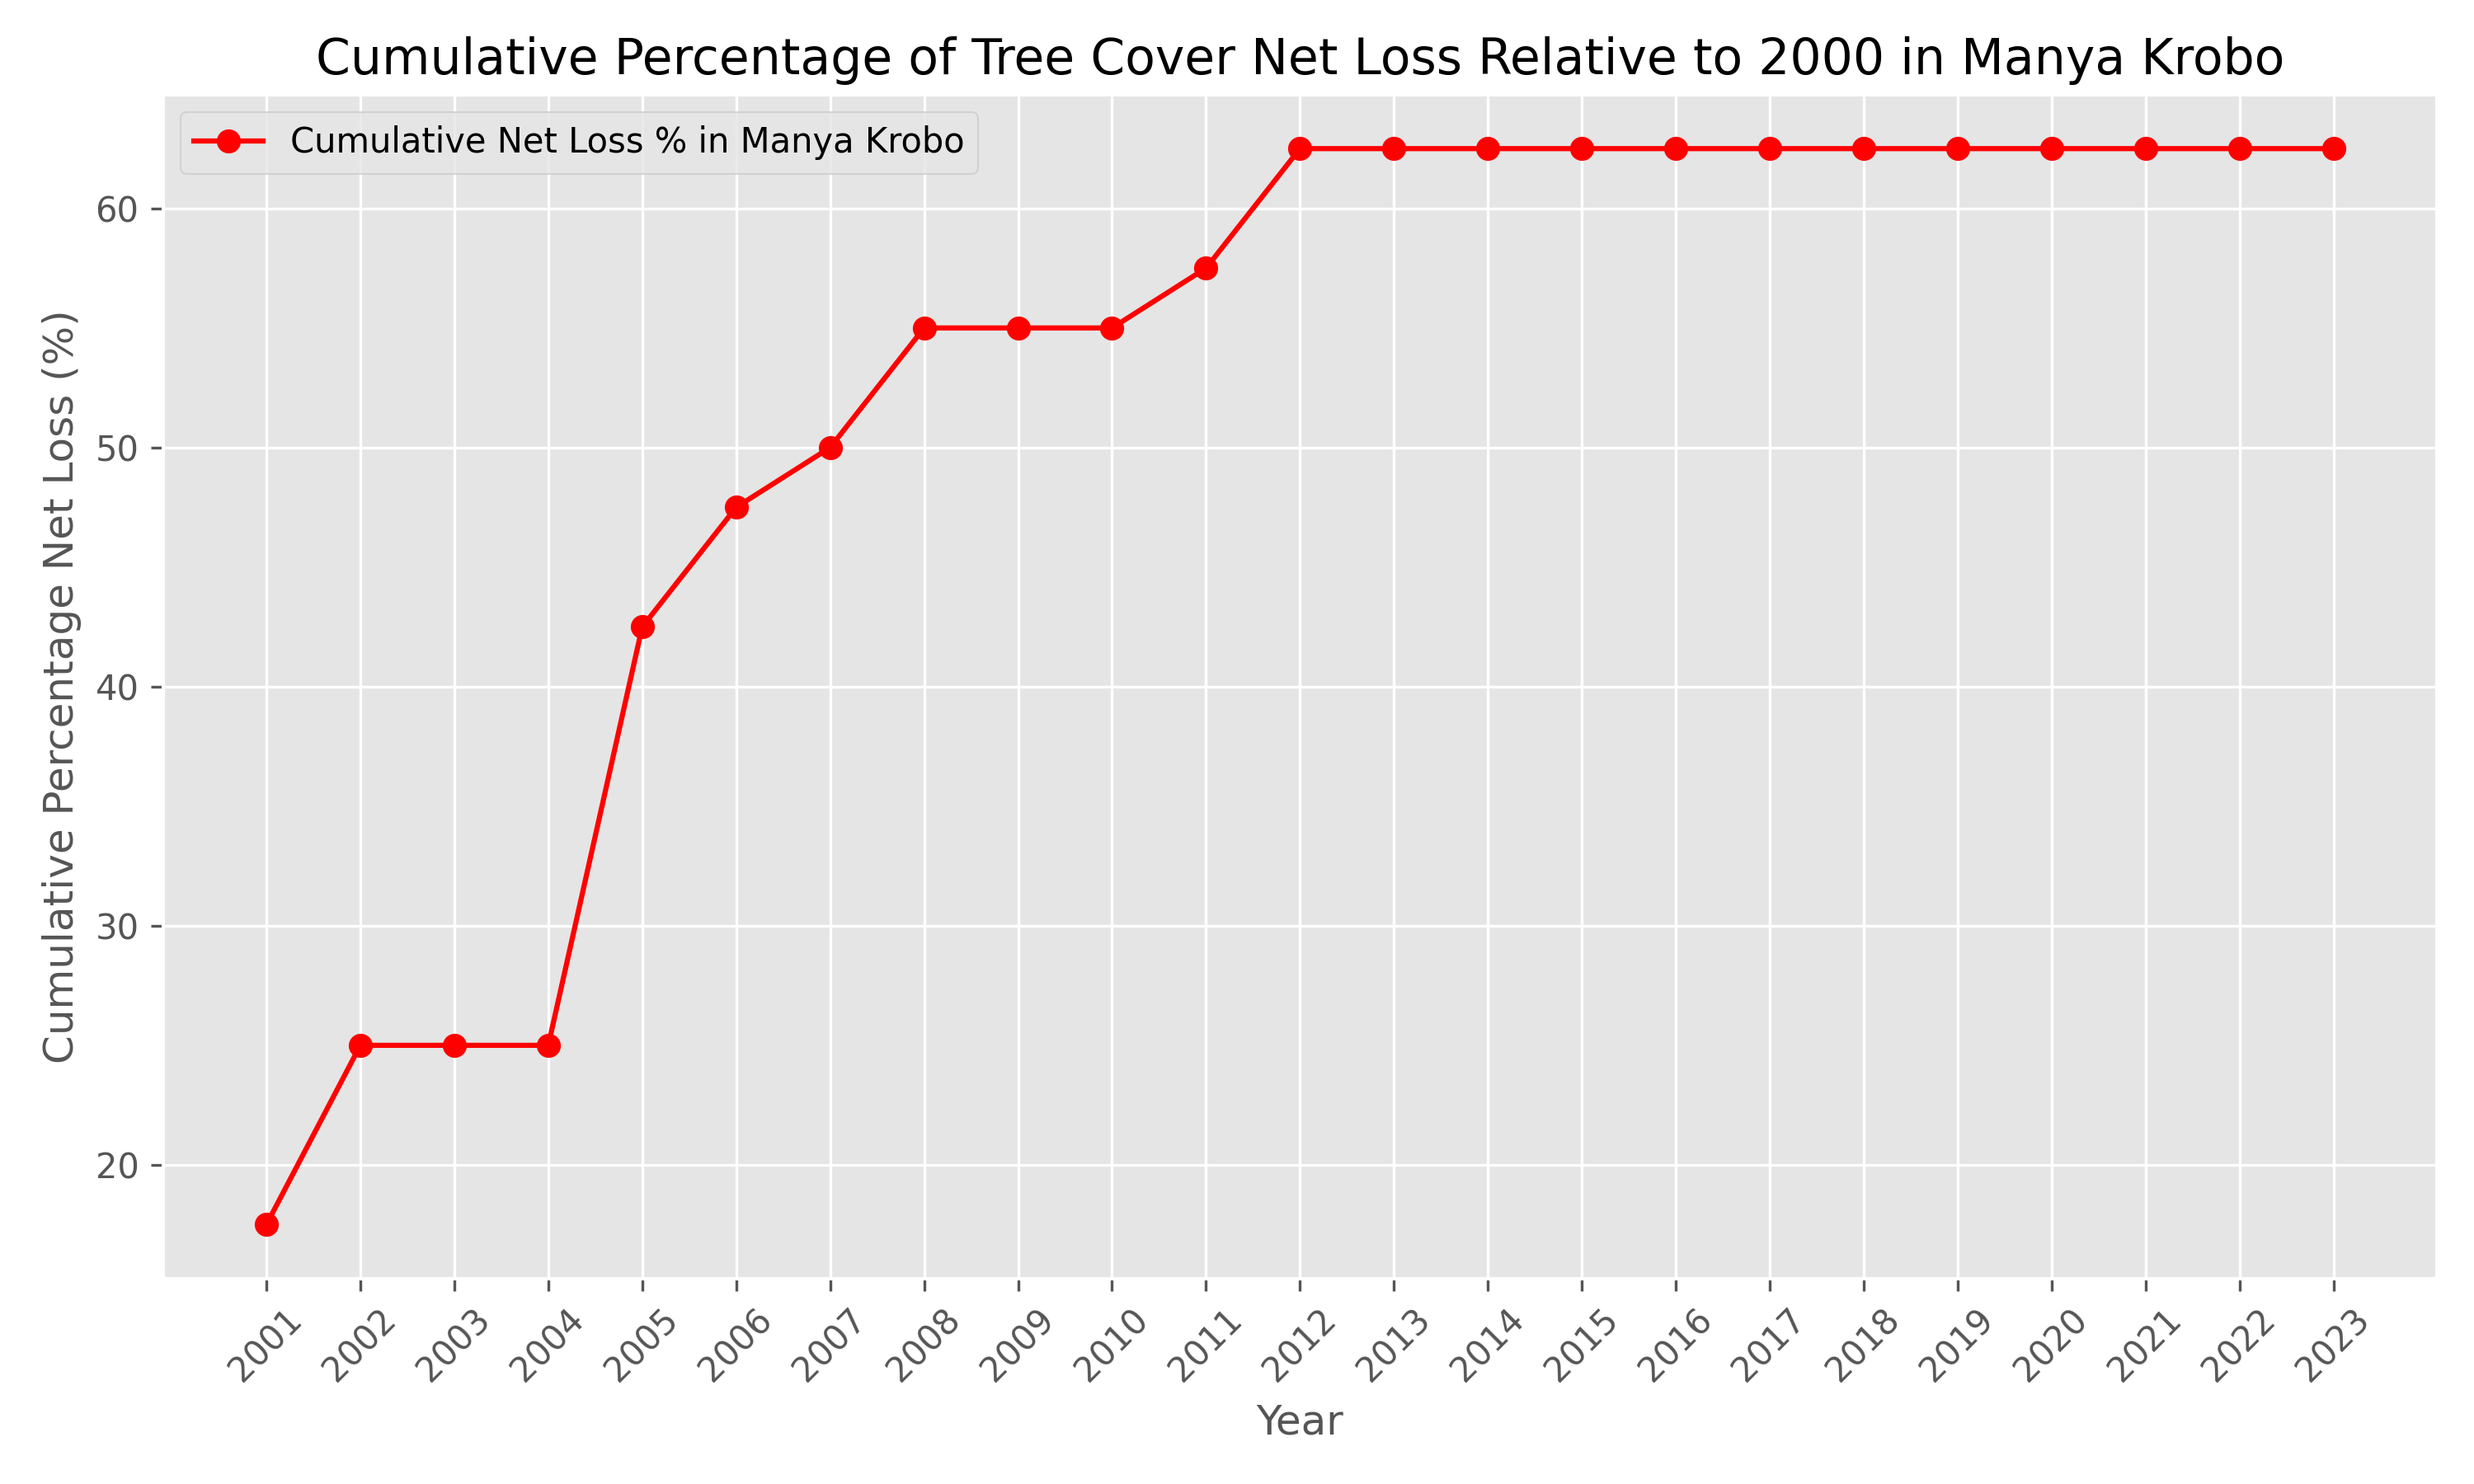 Cumulative Percentage of Tree Cover Net Loss Relative to 2000 in Manya Krobo
Cumulative Net Loss % in Manya Krobo
Cumulative Percentage Net Loss (%)
60
50
40
30
20
2001 2002 2003 2004 2005 2006 2007 2008 2009 2010 2011 2012 2013 2014 2015 2016 2017 2018 2019 2020 2021 2022 2023
Year